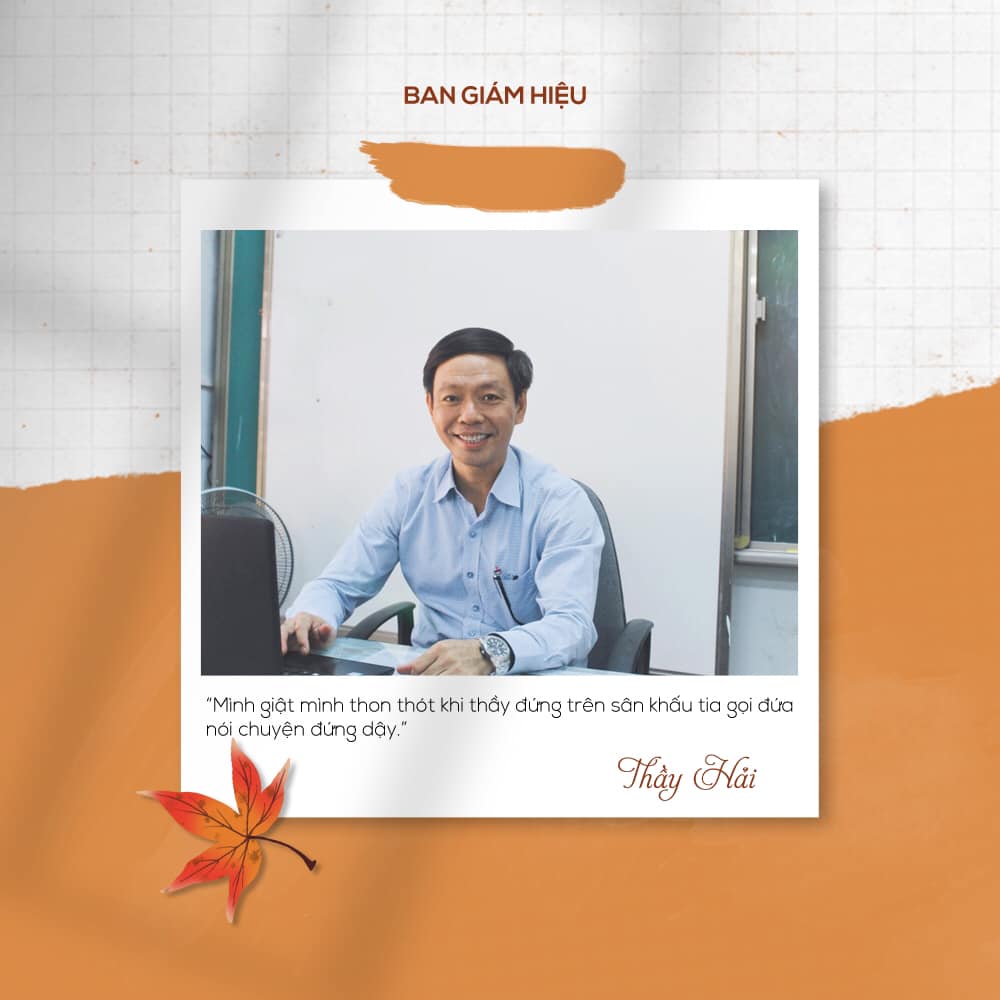 BAN GIÁM HIỆU
“Mình giật mình thon thót khi thầy đứng trên sân khấu tia gọi đứa
nói chuyện đứng dậy.”
Thầy Hải